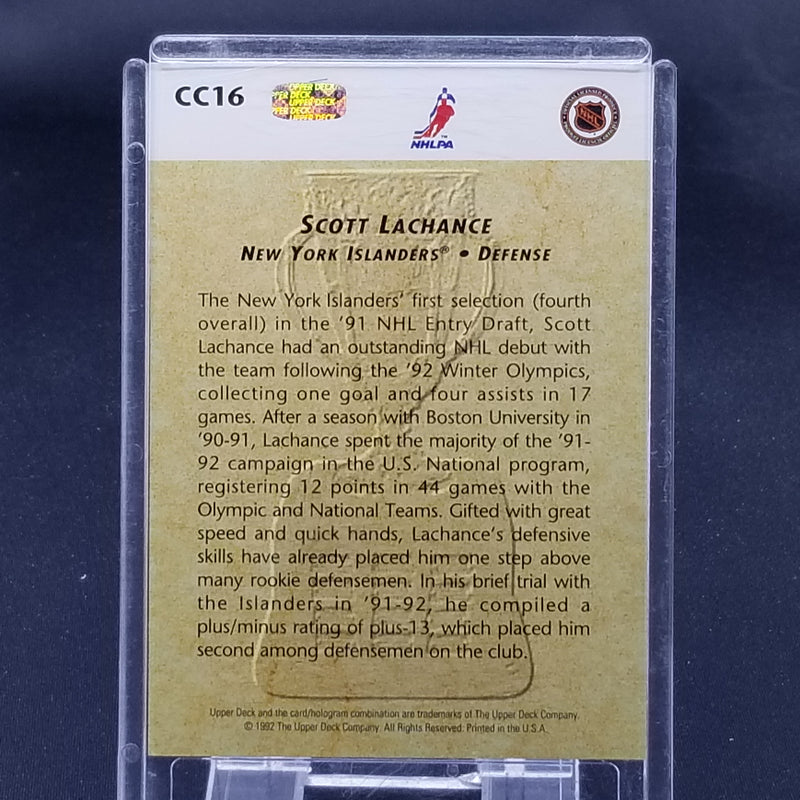 CC16
UPPER DECK
UPPER DECK
UPPER DECK
NHLPA
NHL
SCOTT LACHANCE
NEW YORK ISLANDERS® • DEFENSE
The New York Islanders' first selection (fourth
overall) in the '91 NHL Entry Draft, Scott
Lachance had an outstanding NHL debut with
the team following the '92 Winter Olympics,
collecting one goal and four assists in 17
games. After a season with Boston University in
'90-91, Lachance spent the majority of the '91-
92 campaign in the U.S. National program,
registering 12 points in 44 games with the
Olympic and National Teams. Gifted with great
speed and quick hands, Lachance's defensive
skills have already placed him one step above
many rookie defensemen. In his brief trial with
the Islanders in '91-92, he compiled a
plus/minus rating of plus-13, which placed him
second among defensemen on the club.
Upper Deck and the card/hologram combination are trademarks of The Upper Deck Company.
© 1992 The Upper Deck Company. All Rights Reserved. Printed in the U.S.A.